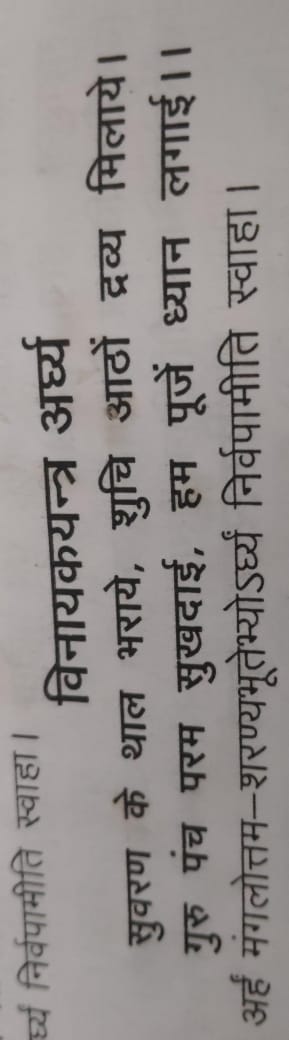 र्घ्यं निर्वपामीति स्वाहा ।
विनायकयन्त्र अर्घ्य
सुवरण के थाल भराये, शुचि आठों द्रव्य मिलाये ।
गुरु पंच परम सुखदाई, हम पूजें ध्यान लगाई ।।
अर्हं मंगलोत्तम-शरण्यभूतेभ्योऽर्घ्यं निर्वपामीति स्वाहा ।